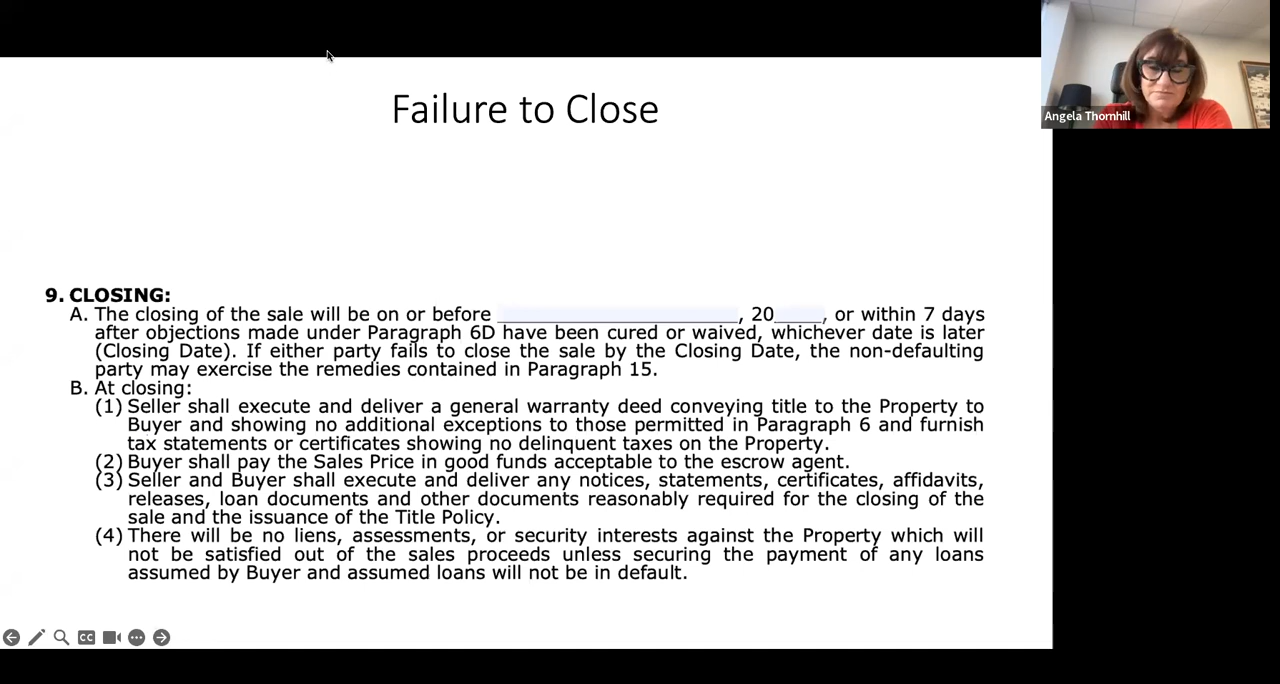 Failure to Close
Angela Thornhill
9. CLOSING:
A. The closing of the sale will be on or before ______________________, 20_____, or within 7 days
after objections made under Paragraph 6D have been cured or waived, whichever date is later
(Closing Date). If either party fails to close the sale by the Closing Date, the non-defaulting
party may exercise the remedies contained in Paragraph 15.
B. At closing:
(1) Seller shall execute and deliver a general warranty deed conveying title to the Property to
Buyer and showing no additional exceptions to those permitted in Paragraph 6 and furnish
tax statements or certificates showing no delinquent taxes on the Property.
(2) Buyer shall pay the Sales Price in good funds acceptable to the escrow agent.
(3) Seller and Buyer shall execute and deliver any notices, statements, certificates, affidavits,
releases, loan documents and other documents reasonably required for the closing of the
sale and the issuance of the Title Policy.
(4) There will be no liens, assessments, or security interests against the Property which will
not be satisfied out of the sales proceeds unless securing the payment of any loans
assumed by Buyer and assumed loans will not be in default.
CC